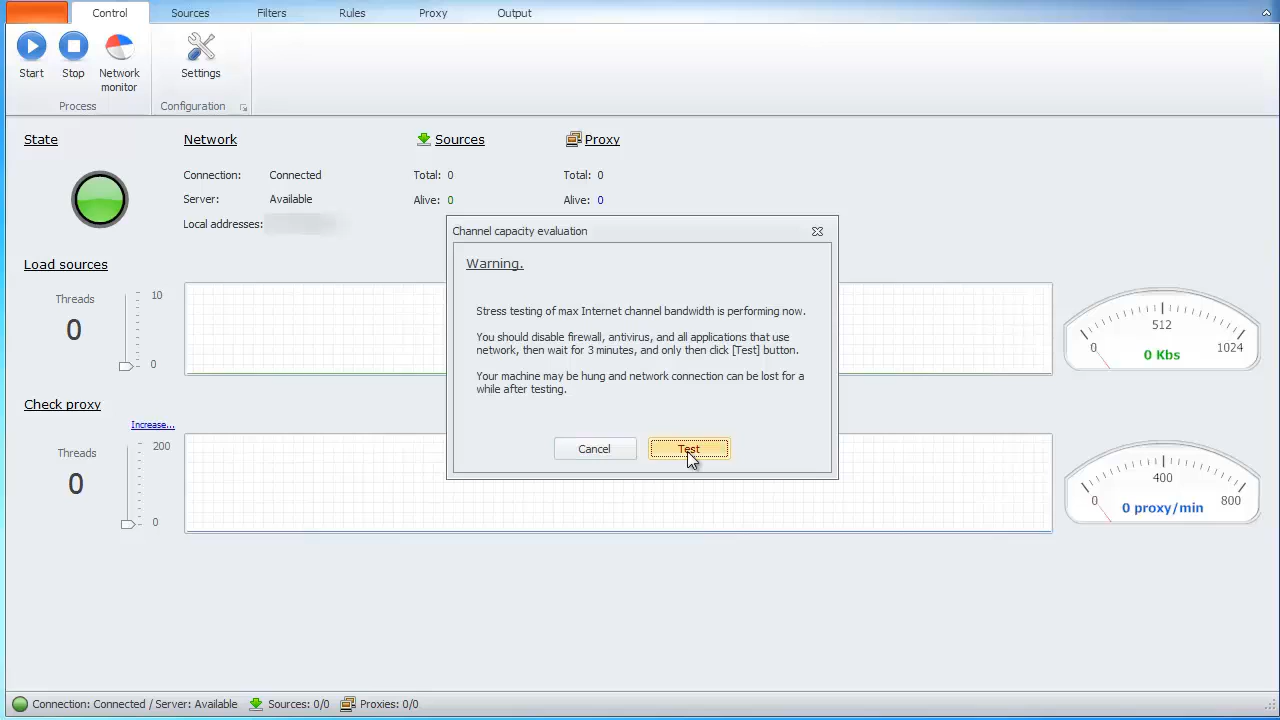 Control Sources Filters Rules Proxy Output
Start Stop Network monitor Settings
Process Configuration
State Network Sources Proxy
Connection: Connected Total: 0 Total: 0
Server: Available Alive: 0 Alive: 0
Local addresses:
Channel capacity evaluation
Warning.
Stress testing of max Internet channel bandwidth is performing now.
You should disable firewall, antivirus, and all applications that use
network, then wait for 3 minutes, and only then click [Test] button.
Your machine may be hung and network connection can be lost for a
while after testing.
Cancel Test
Load sources
Threads 10
0
0
512
0 1024
0 Kbs
Check proxy
Increase...
Threads 200
0
0
400
0 800
0 proxy/min
Connection: Connected / Server: Available Sources: 0/0 Proxies: 0/0